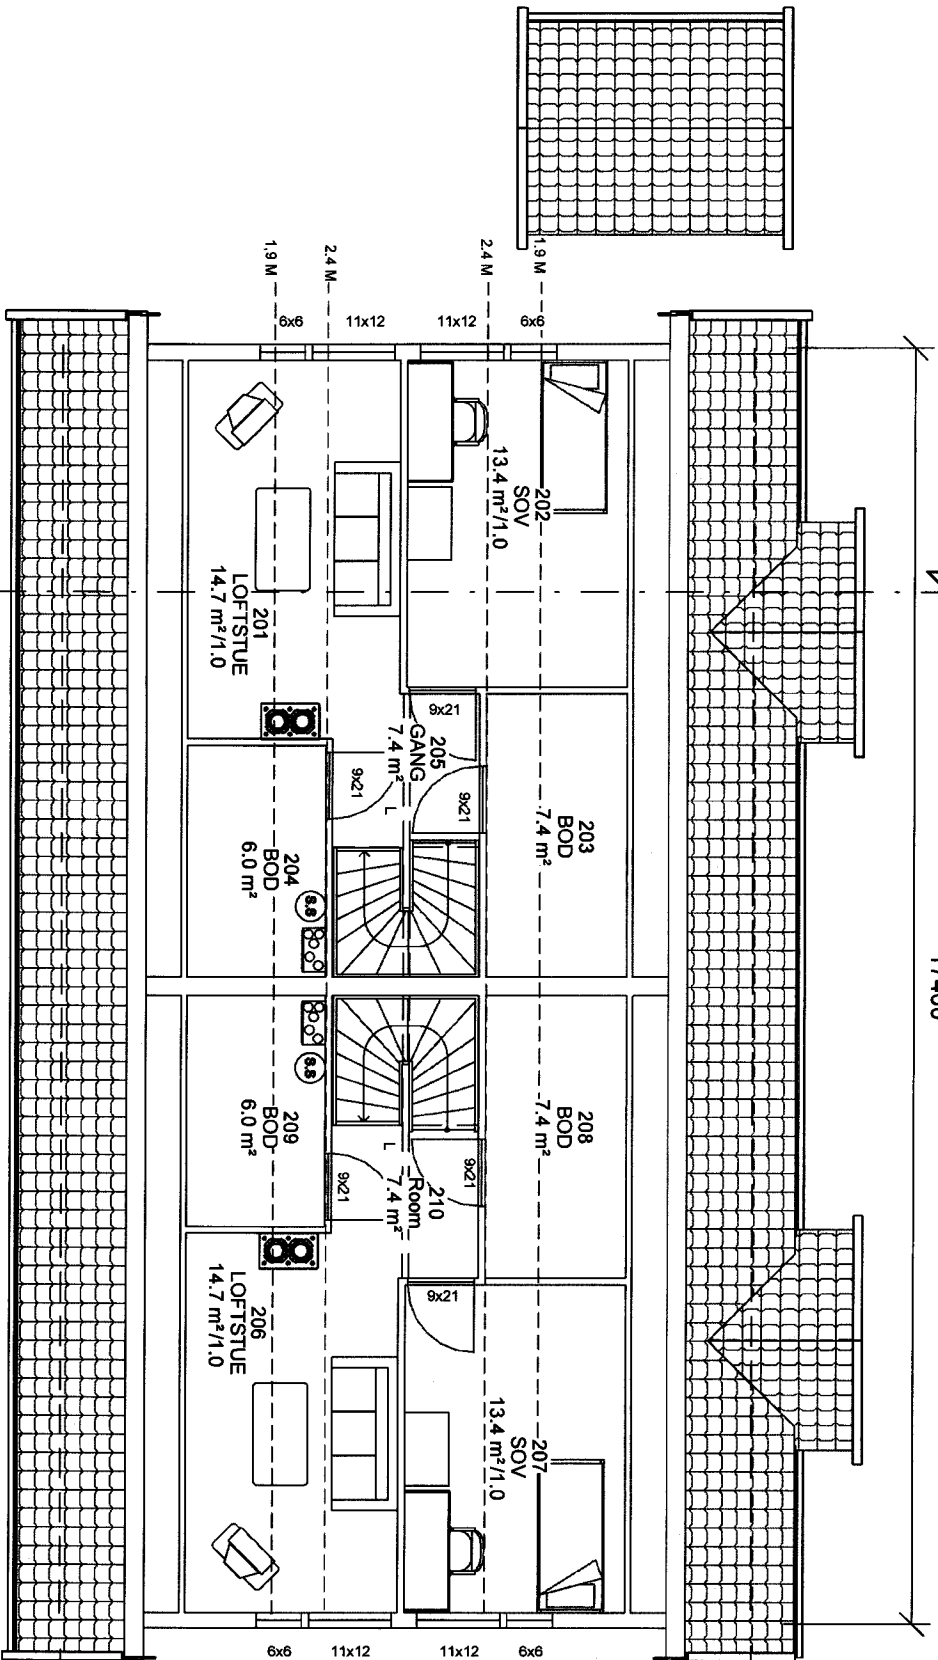 1.9 M
2.4 M
2.4 M
1.9 M
6x6
11x12
11x12
6x6
202
SOV
13.4 m²/1.0
201
LOFTSTUE
14.7 m²/1.0
9x21
205
GANG
7.4 m²
9x21
9x21
L
203
BOD
7.4 m²
204
BOD
6.0 m²
S.S
S.S
209
BOD
6.0 m²
208
BOD
7.4 m²
L
9x21
9x21
210
Room
7.4 m²
9x21
206
LOFTSTUE
14.7 m²/1.0
207
SOV
13.4 m²/1.0
6x6
11x12
11x12
6x6